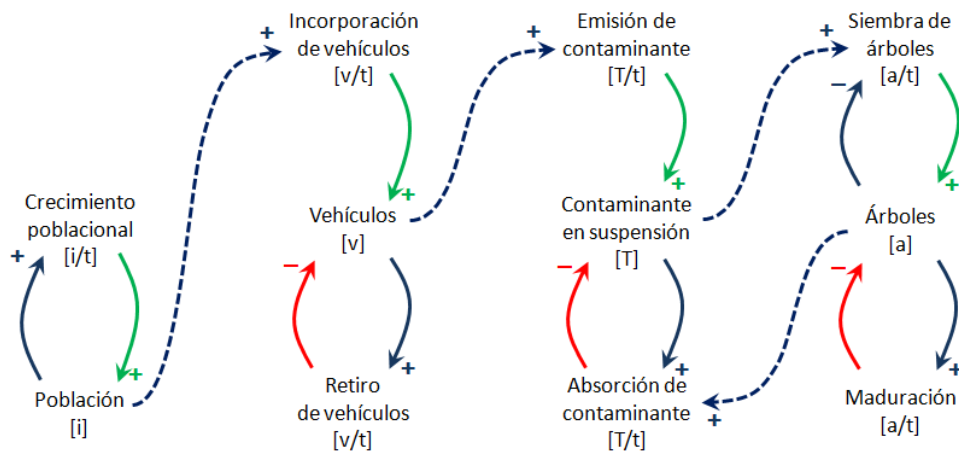 Incorporación
de vehículos
[v/t]
+
Emisión de
contaminante
[T/t]
+
Siembra de
árboles
[a/t]
+
–
Crecimiento
poblacional
[i/t]
+
+
Población
[i]
Vehículos
[v]
+
–
Retiro
de vehículos
[v/t]
+
Contaminante
en suspensión
[T]
+
–
Absorción de
contaminante
[T/t]
+
+
Árboles
[a]
+
–
Maduración
[a/t]
+